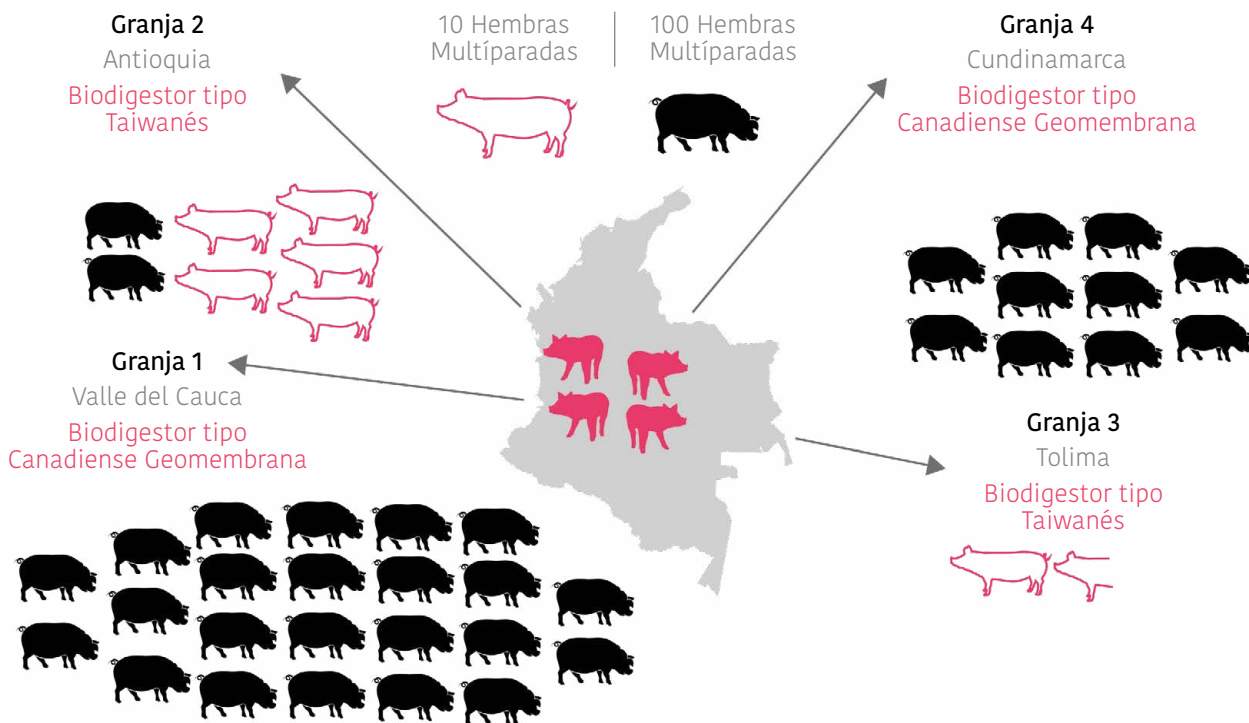 Granja 2
Antioquia
Biodigestor tipo
Taiwanés
10 Hembras
Multíparadas
100 Hembras
Multíparadas
Granja 4
Cundinamarca
Biodigestor tipo
Canadiense Geomembrana
Granja 1
Valle del Cauca
Biodigestor tipo
Canadiense Geomembrana
Granja 3
Tolima
Biodigestor tipo
Taiwanés